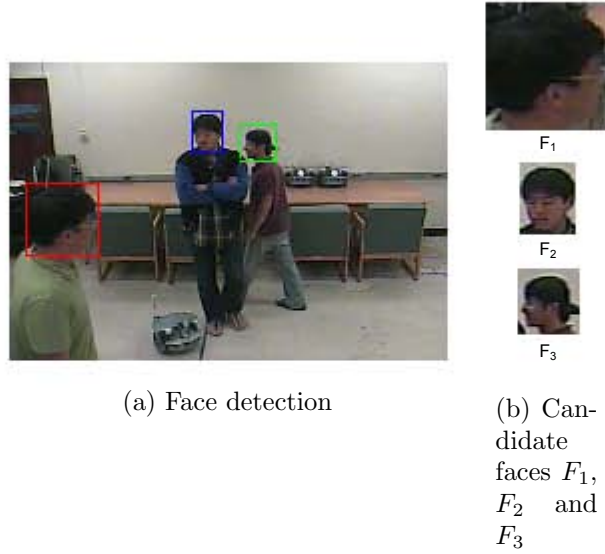 F1
F2
F3
(a) Face detection
(b) Can-
didate
faces F1,
F2 and
F3